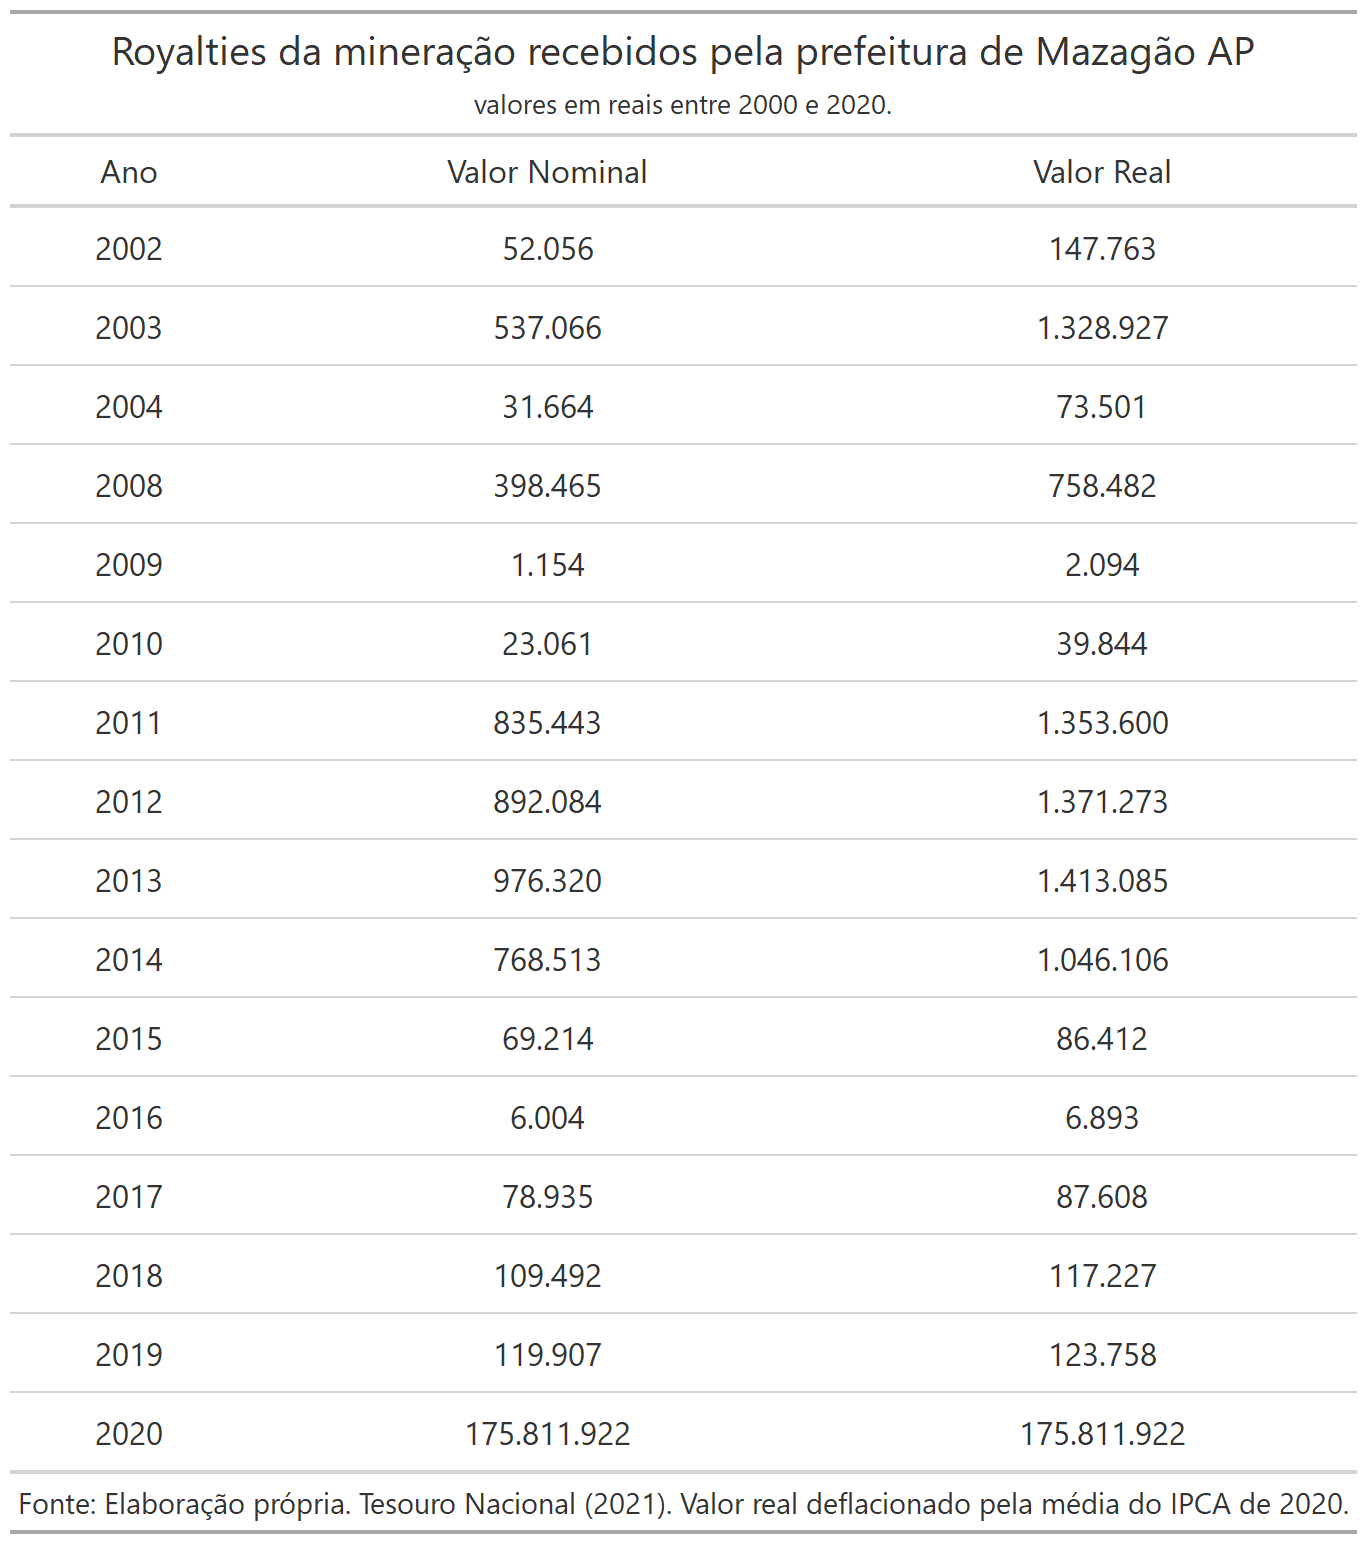 Royalties da mineração recebidos pela prefeitura de Mazagão AP
valores em reais entre 2000 e 2020.
Ano Valor Nominal Valor Real
2002 52.056 147.763
2003 537.066 1.328.927
2004 31.664 73.501
2008 398.465 758.482
2009 1.154 2.094
2010 23.061 39.844
2011 835.443 1.353.600
2012 892.084 1.371.273
2013 976.320 1.413.085
2014 768.513 1.046.106
2015 69.214 86.412
2016 6.004 6.893
2017 78.935 87.608
2018 109.492 117.227
2019 119.907 123.758
2020 175.811.922 175.811.922
Fonte: Elaboração própria. Tesouro Nacional (2021). Valor real deflacionado pela média do IPCA de 2020.